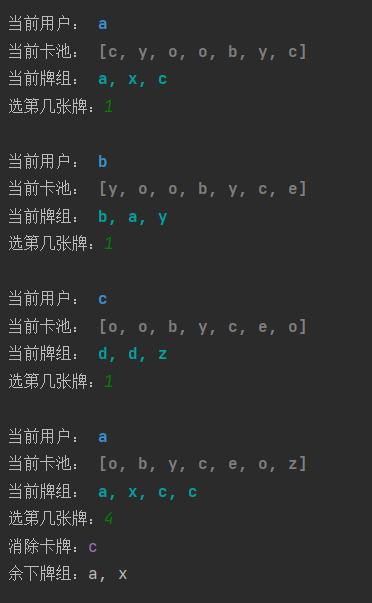 当前用户： a
当前卡池： [c, y, o, o, b, y, c]
当前牌组： a, x, c
选第几张牌：1
当前用户： b
当前卡池： [y, o, o, b, y, c, e]
当前牌组： b, a, y
选第几张牌：1
当前用户： c
当前卡池： [o, o, b, y, c, e, o]
当前牌组： d, d, z
选第几张牌：1
当前用户： a
当前卡池： [o, b, y, c, e, o, z]
当前牌组： a, x, c, c
选第几张牌：4
消除卡牌：c
余下牌组：a, x